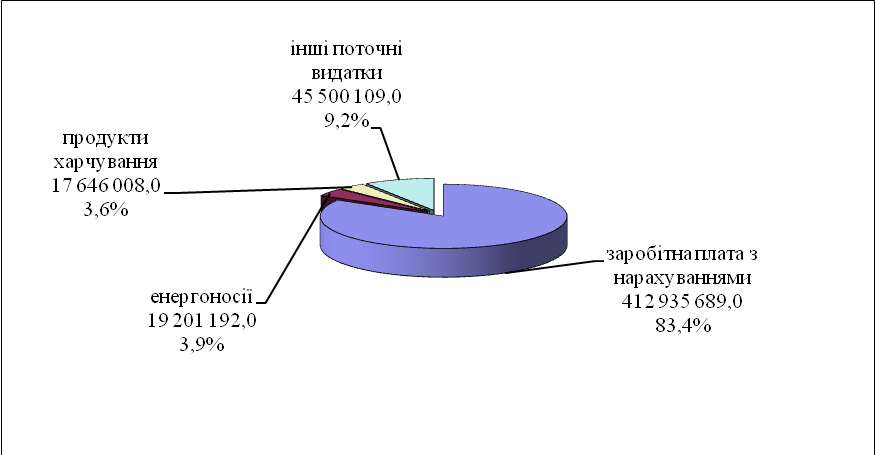 інші поточні
видатки
45 500 109,0
9,2%
продукти
харчування
17 646 008,0
3,6%
енергоносії
19 201 192,0
3,9%
заробітна плата з
нарахуваннями
412 935 689,0
83,4%